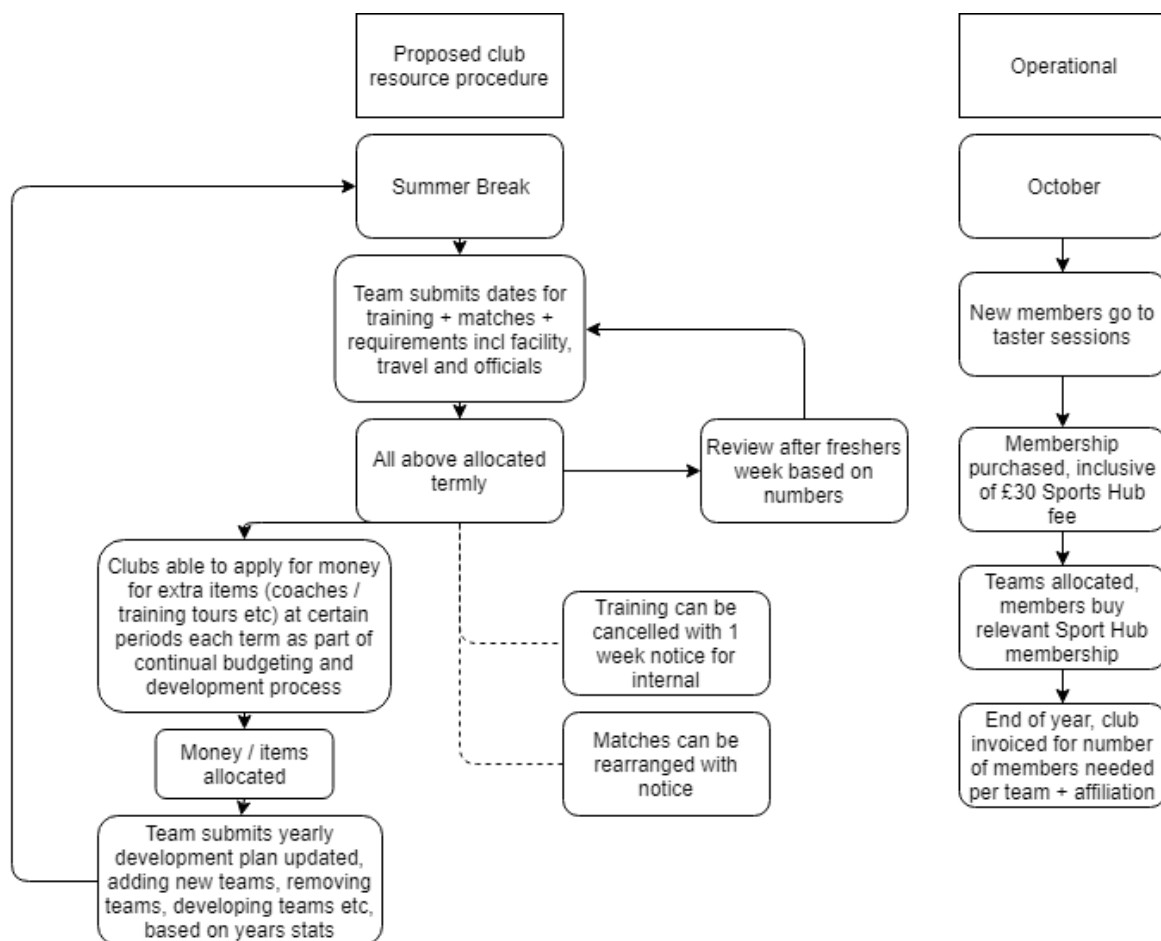 Proposed club
resource procedure
Operational
Summer Break
October
Team submits dates for
training + matches +
requirements incl facility,
travel and officials
New members go to
taster sessions
All above allocated
termly
Review after freshers
week based on
numbers
Membership
purchased, inclusive
of £30 Sports Hub
fee
Clubs able to apply for money
for extra items (coaches /
training tours etc) at certain
periods each term as part of
continual budgeting and
development process
Training can be
cancelled with 1
week notice for
internal
Teams allocated,
members buy
relevant Sport Hub
membership
Money / items
allocated
Matches can be
rearranged with
notice
End of year, club
invoiced for number
of members needed
per team + affiliation
Team submits yearly
development plan updated,
adding new teams, removing
teams, developing teams etc,
based on years stats